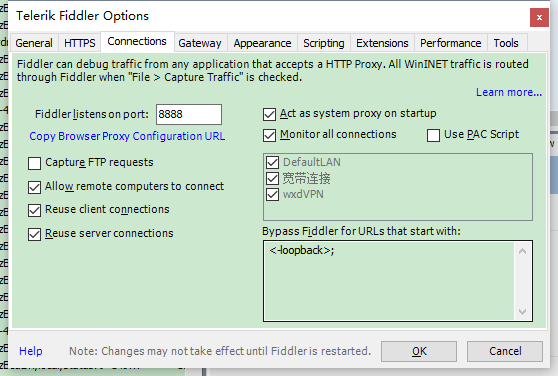 Telerik Fiddler Options
General HTTPS Connections Gateway Appearance Scripting Extensions Performance Tools
Fiddler can debug traffic from any application that accepts a HTTP Proxy. All WinINET traffic is routed
through Fiddler when "File > Capture Traffic" is checked.
Learn more...
Fiddler listens on port: 8888
Copy Browser Proxy Configuration URL
Capture FTP requests
Allow remote computers to connect
Reuse client connections
Reuse server connections
Act as system proxy on startup
Monitor all connections Use PAC Script
DefaultLAN
宽带连接
wxdVPN
Bypass Fiddler for URLs that start with:
<-loopback>;
Help Note: Changes may not take effect until Fiddler is restarted. OK Cancel